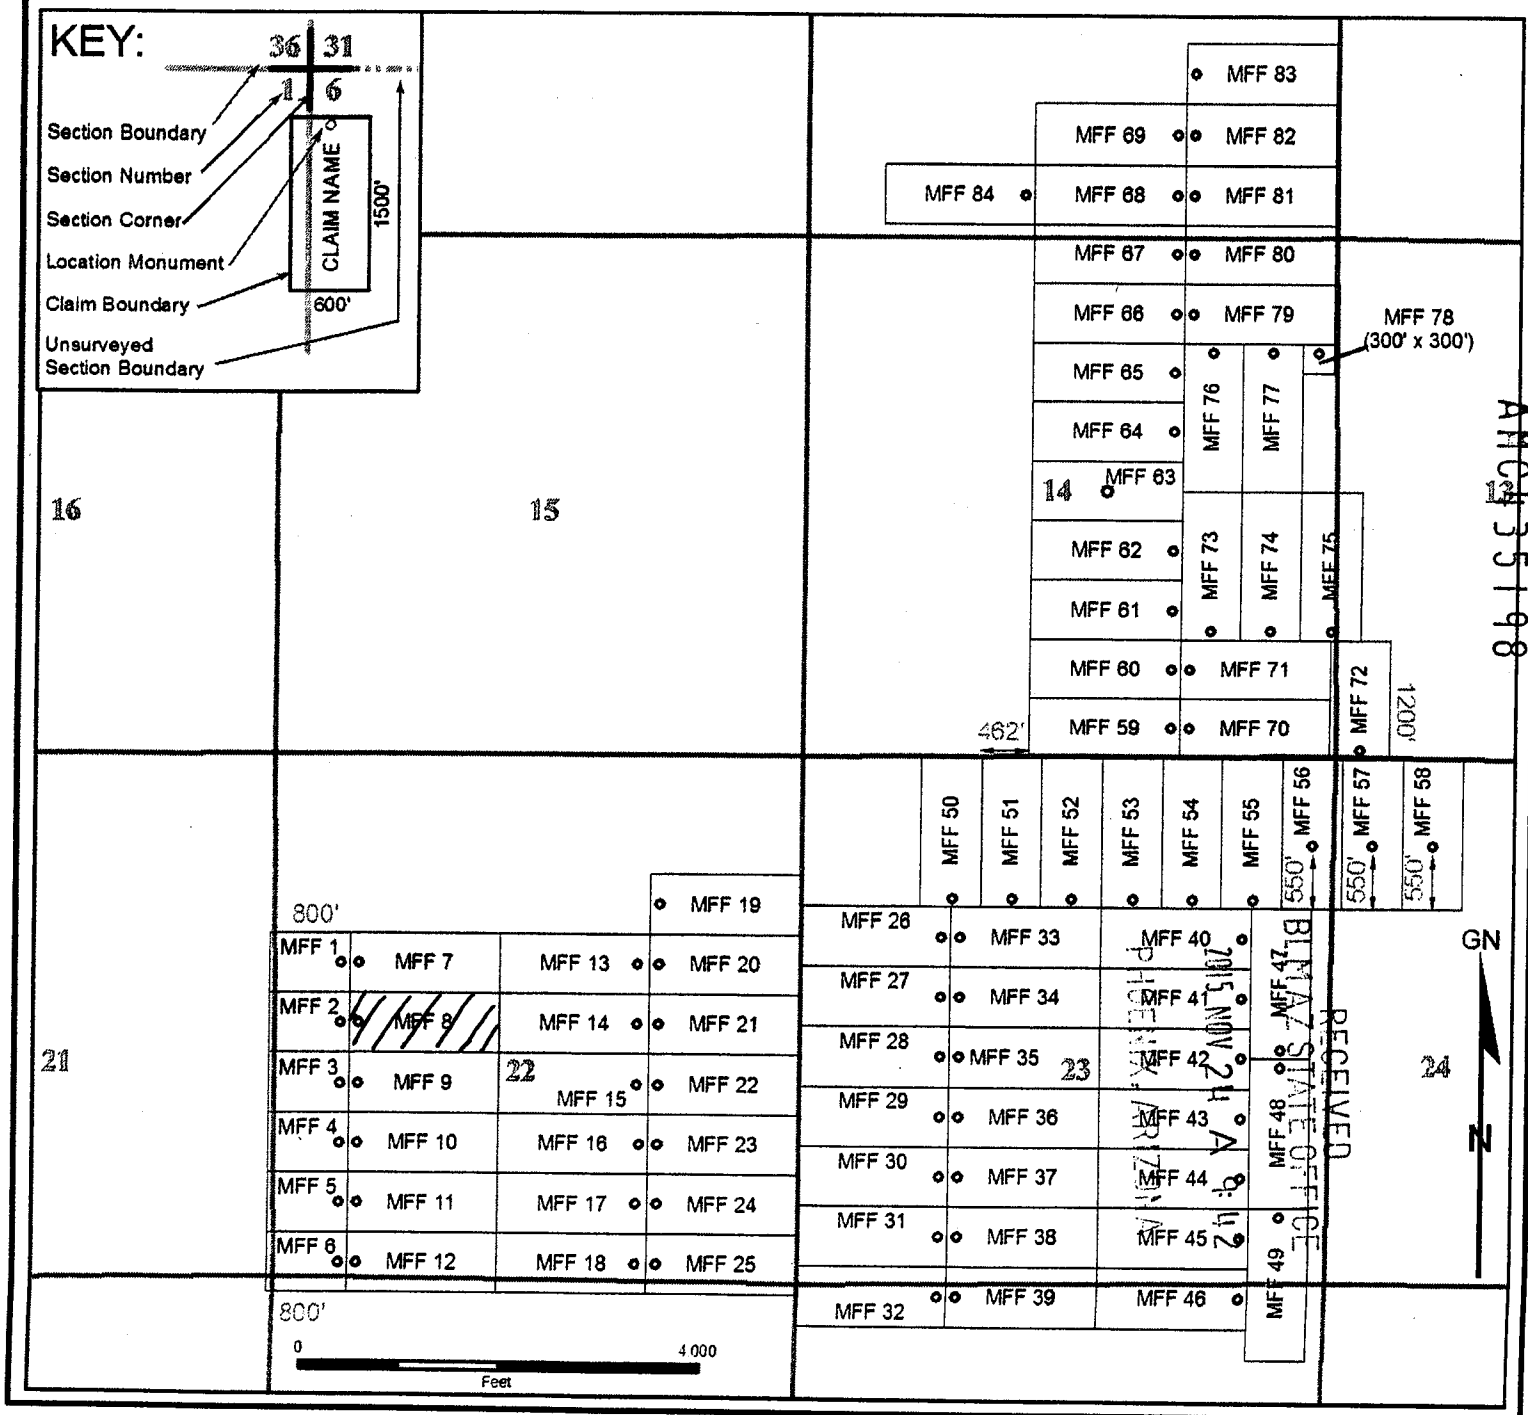 KEY:
36 31
1 6
Section Boundary
Section Number
Section Corner
Location Monument
Claim Boundary
Unsurveyed
Section Boundary
CLAIM NAME
1500'
600'
MFF 83
MFF 69 MFF 82
MFF 84 MFF 68 MFF 81
MFF 67 MFF 80
MFF 66 MFF 79
MFF 78
(300' x 300')
MFF 65
MFF 76
MFF 77
MFF 64
MFF 63
16
15
14
13
MFF 62
MFF 73
MFF 74
MFF 75
MFF 61
MFF 60 MFF 71
MFF 72
1200'
462'
MFF 59 MFF 70
AMC435198
MFF 50
MFF 51
MFF 52
MFF 53
MFF 54
MFF 55
MFF 56
MFF 57
MFF 58
550'
550'
550'
800'
MFF 19
MFF 26 MFF 33 MFF 40
MFF 1 MFF 7 MFF 13 MFF 20
MFF 27 MFF 34 MFF 41
MFF 47
MFF 2 MFF 8 MFF 14 MFF 21
MFF 28 MFF 35 MFF 42
21
22
23
24
MFF 3 MFF 9 MFF 15 MFF 22
MFF 29 MFF 36 MFF 43
MFF 48
MFF 4 MFF 10 MFF 16 MFF 23
MFF 30 MFF 37 MFF 44
MFF 5 MFF 11 MFF 17 MFF 24
MFF 31 MFF 38 MFF 45
MFF 49
MFF 6 MFF 12 MFF 18 MFF 25
MFF 32 MFF 39 MFF 46
RECEIVED
BLM AZ STATE OFFICE
2015 NOV 24 A 9:42
PHOENIX, ARIZONA
GN
N
800'
0 4 000
Feet